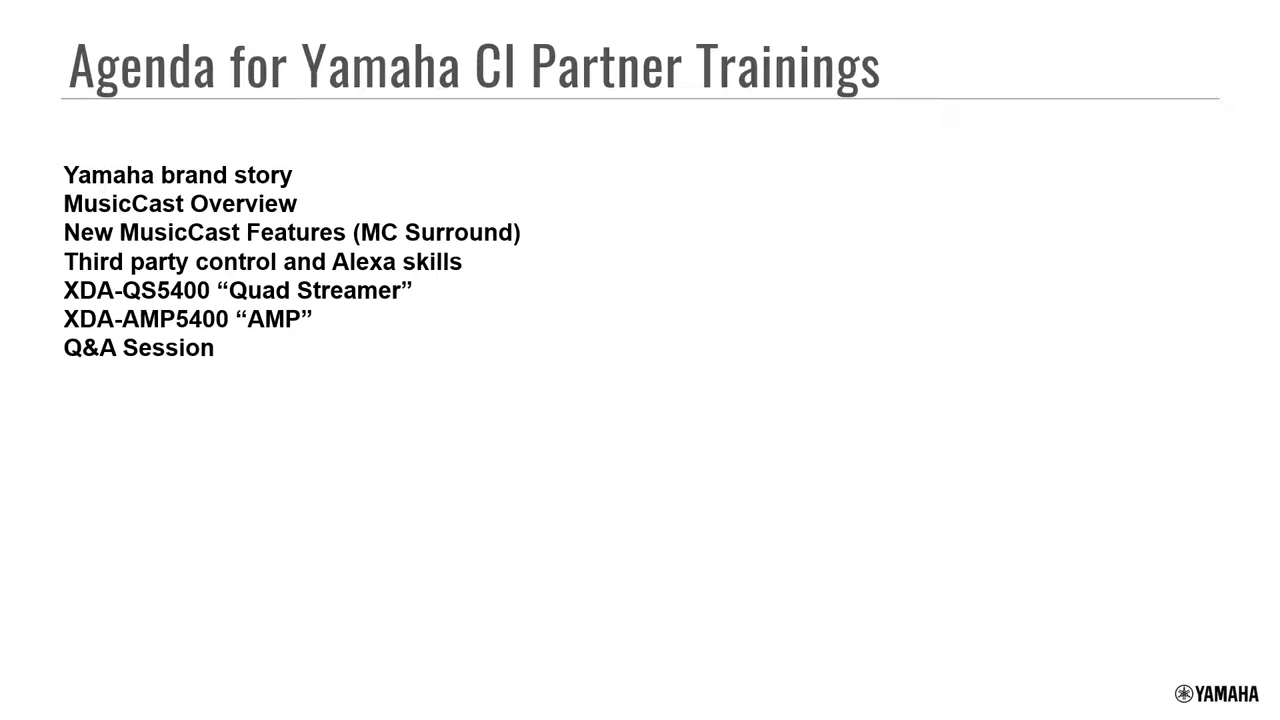 Agenda for Yamaha CI Partner Trainings
Yamaha brand story
MusicCast Overview
New MusicCast Features (MC Surround)
Third party control and Alexa skills
XDA-QS5400 “Quad Streamer”
XDA-AMP5400 “AMP”
Q&A Session
YAMAHA